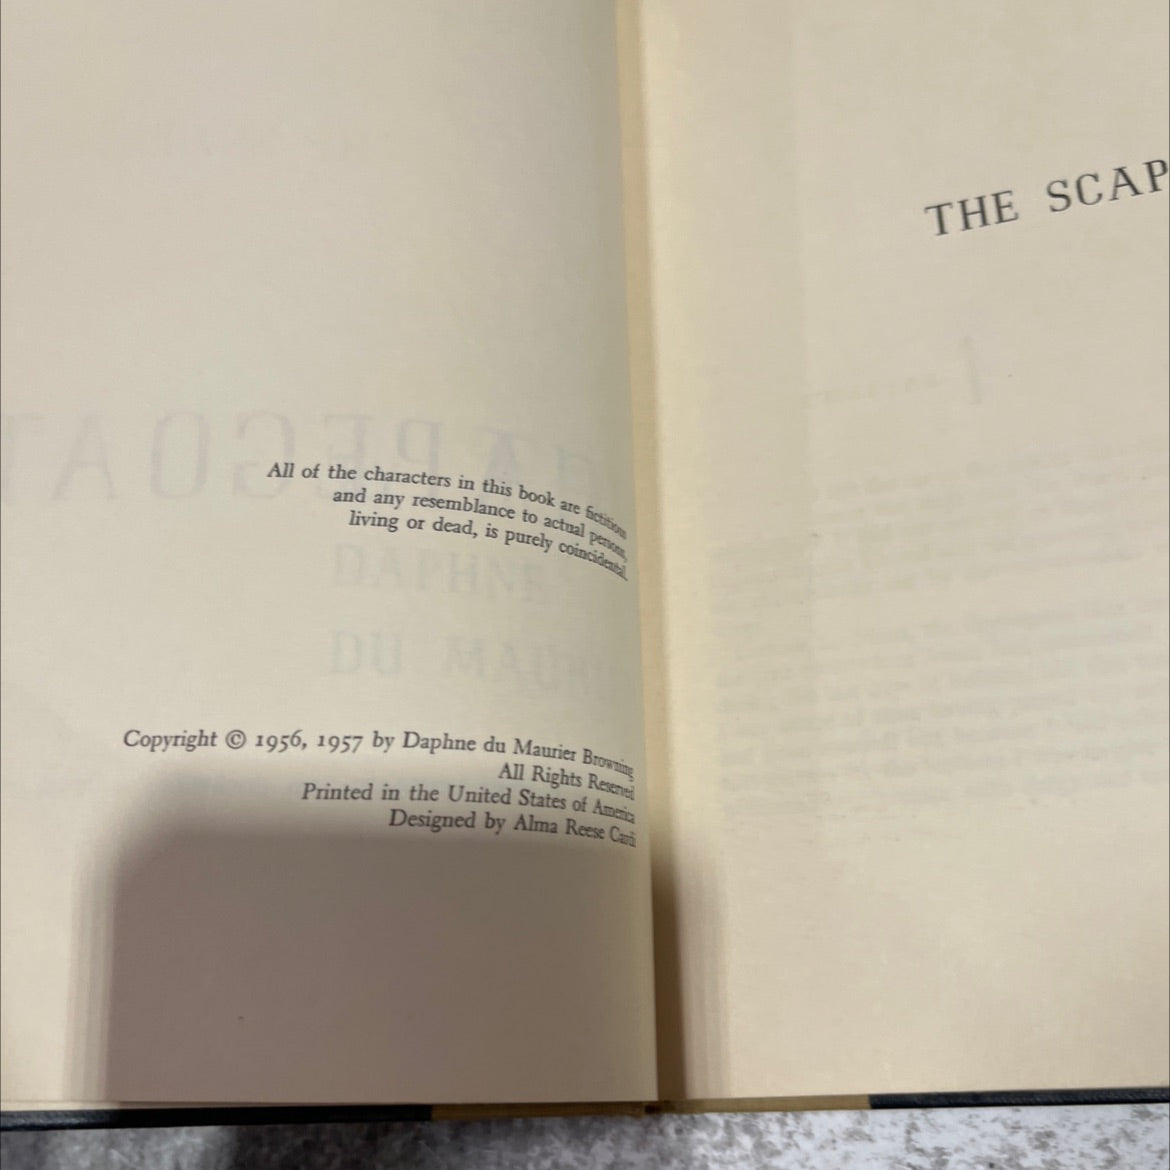 All of the characters in this book are fictitious
and any resemblance to actual persons,
living or dead, is purely coincidental.
Copyright © 1956, 1957 by Daphne du Maurier Browning
All Rights Reserved
Printed in the United States of America
Designed by Alma Reese Cardi
THE SCAP